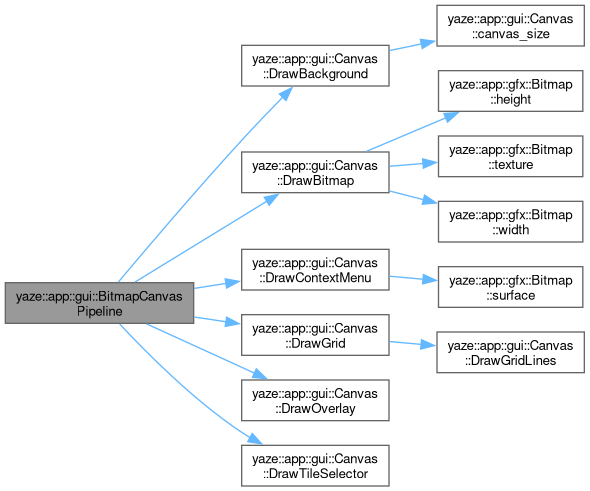 yaze::app::gui::BitmapCanvas
Pipeline
yaze::app::gui::Canvas
::DrawBackground
yaze::app::gui::Canvas
::canvas_size
yaze::app::gui::Canvas
::DrawBitmap
yaze::app::gfx::Bitmap
::height
yaze::app::gfx::Bitmap
::texture
yaze::app::gfx::Bitmap
::width
yaze::app::gui::Canvas
::DrawContextMenu
yaze::app::gfx::Bitmap
::surface
yaze::app::gui::Canvas
::DrawGrid
yaze::app::gui::Canvas
::DrawGridLines
yaze::app::gui::Canvas
::DrawOverlay
yaze::app::gui::Canvas
::DrawTileSelector